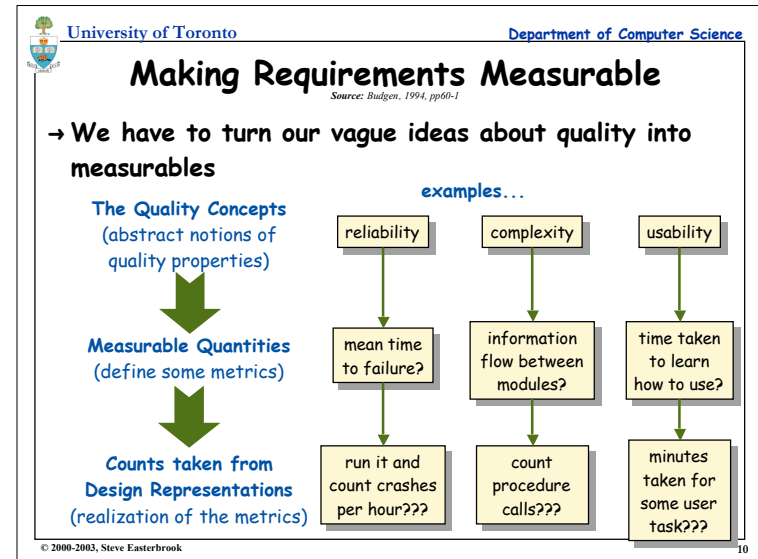 University of Toronto
Department of Computer Science
Making Requirements Measurable
Source: Budgen, 1994, pp60-1
→ We have to turn our vague ideas about quality into
measurables
examples...
The Quality Concepts
(abstract notions of
quality properties)
reliability
complexity
usability
Measurable Quantities
(define some metrics)
mean time
to failure?
information
flow between
modules?
time taken
to learn
how to use?
Counts taken from
Design Representations
(realization of the metrics)
run it and
count crashes
per hour???
count
procedure
calls???
minutes
taken for
some user
task???
© 2000-2003, Steve Easterbrook
10